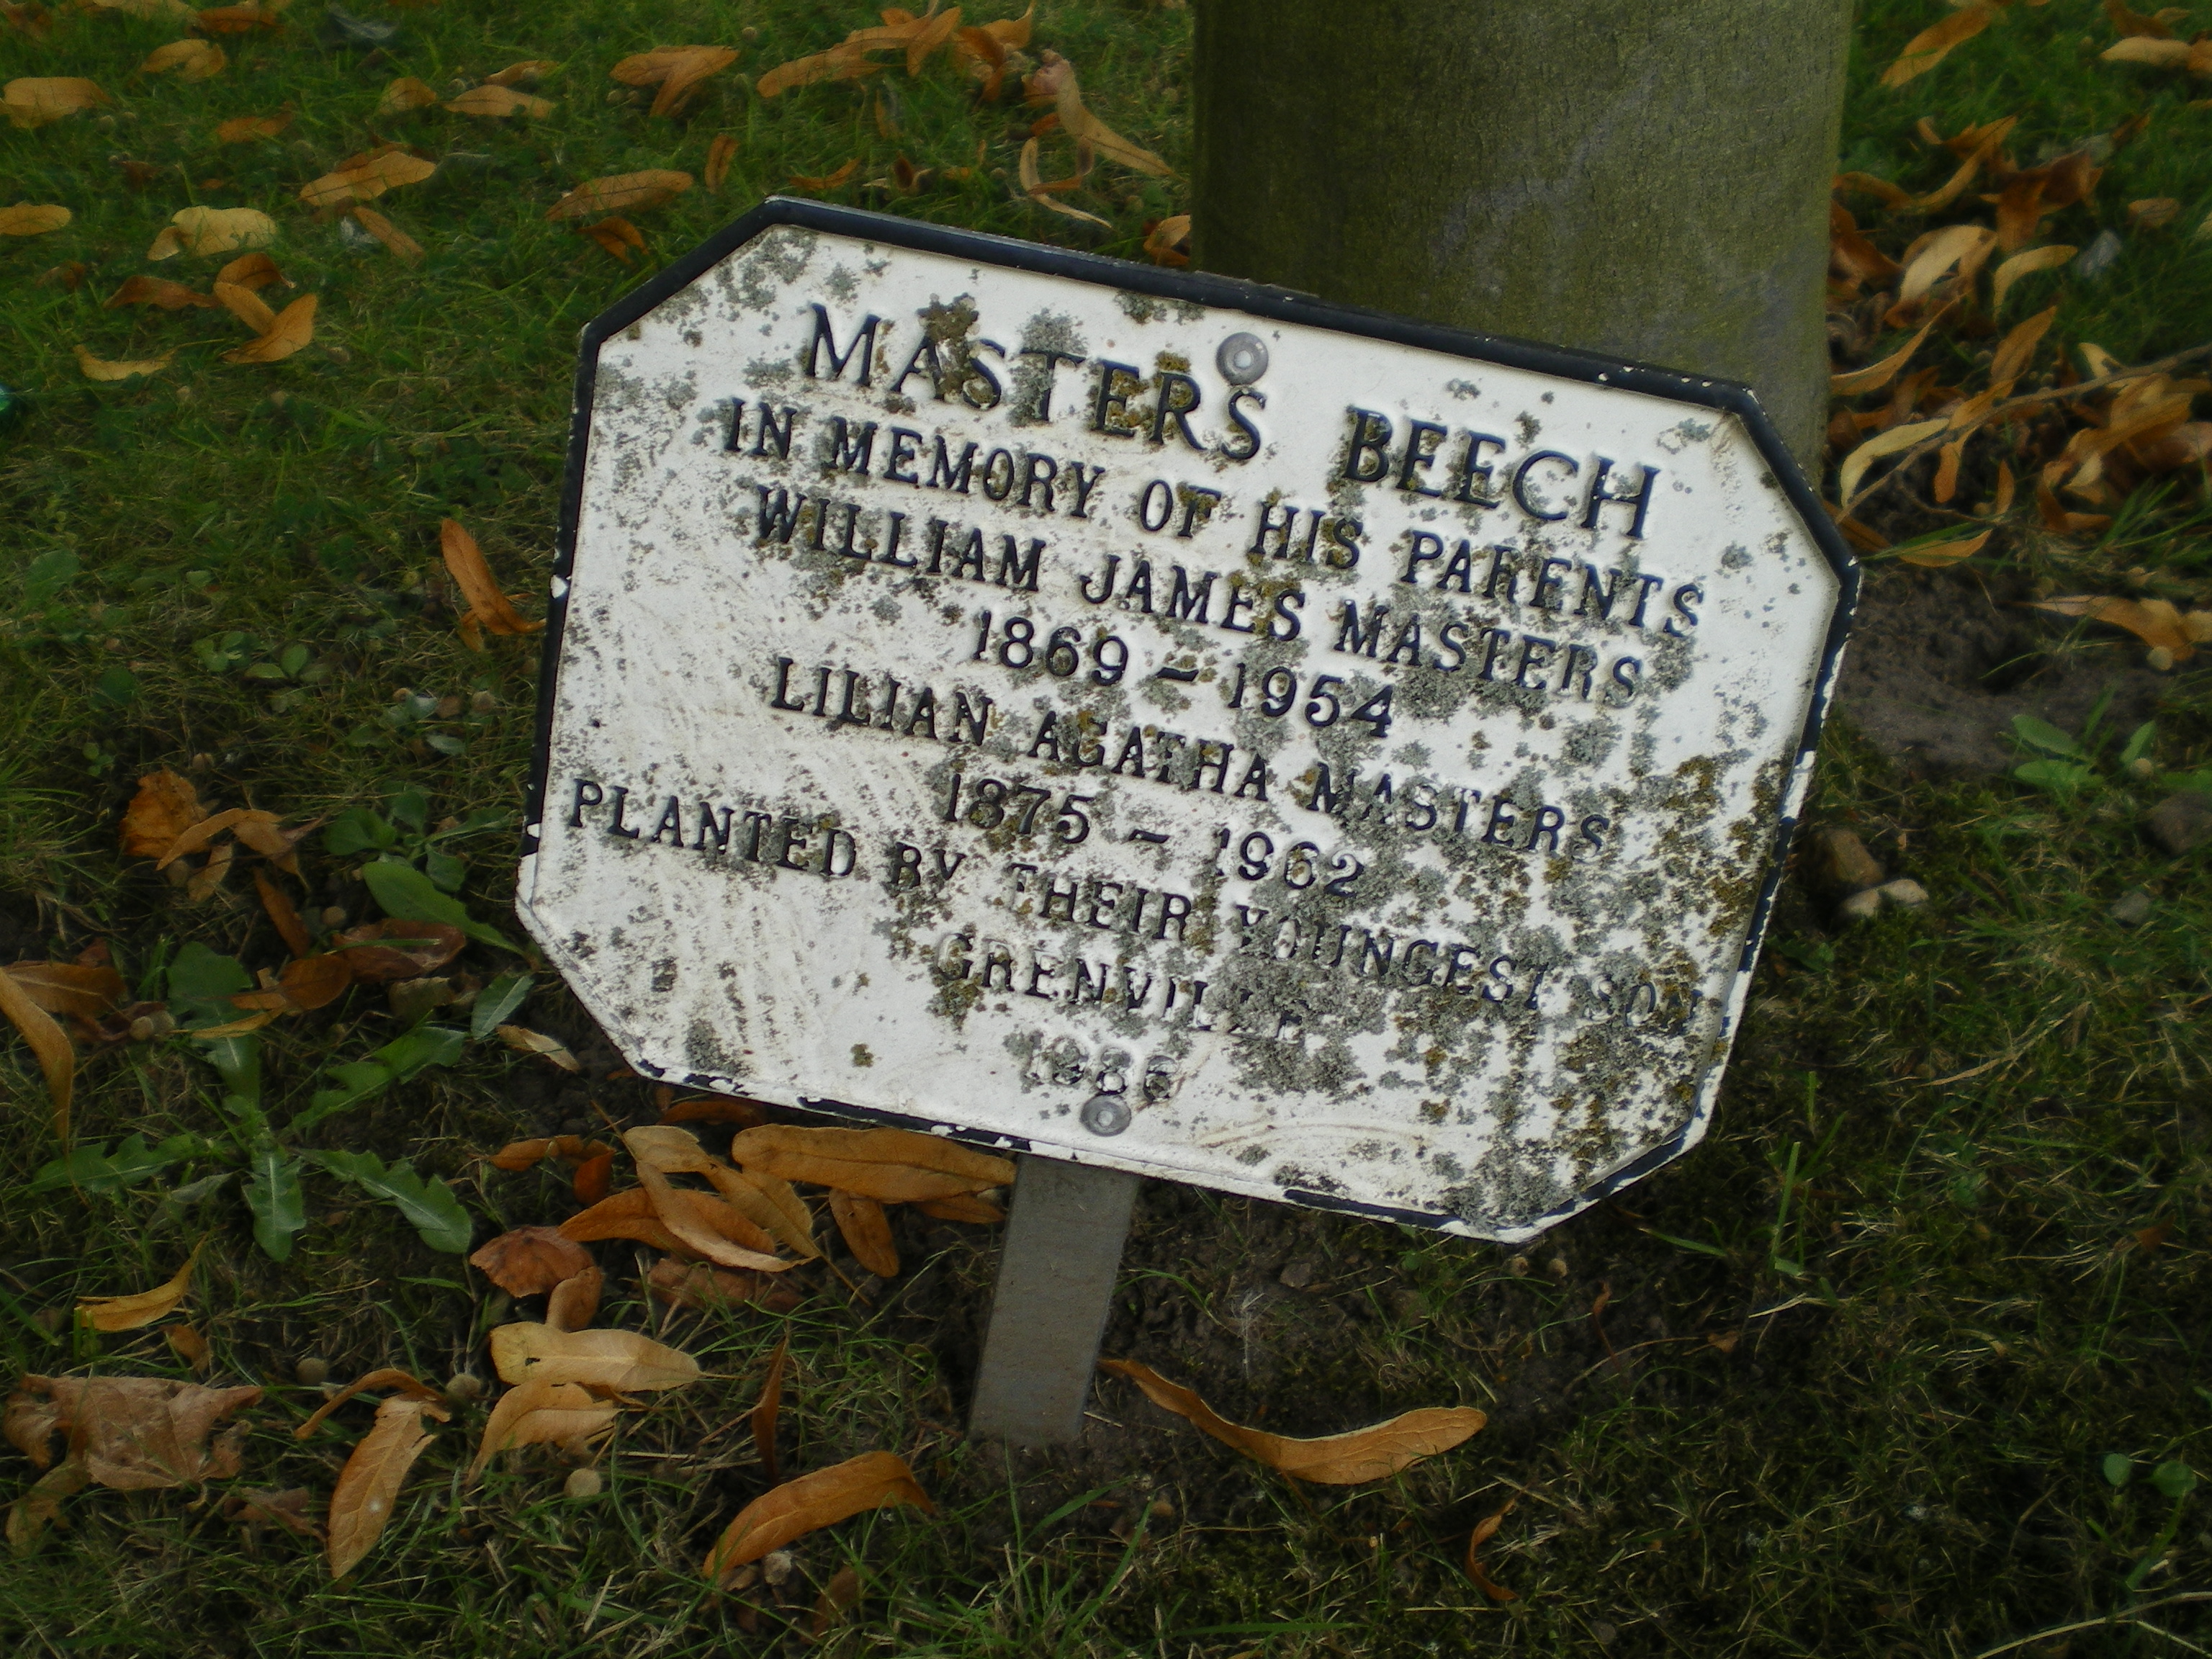 MASTERS BEECH
IN MEMORY OF HIS PARENTS
WILLIAM JAMES MASTERS
1869 - 1954
LILIAN AGATHA MASTERS
1875 - 1962
PLANTED BY THEIR YOUNGEST SON
GRENVILLE
1986